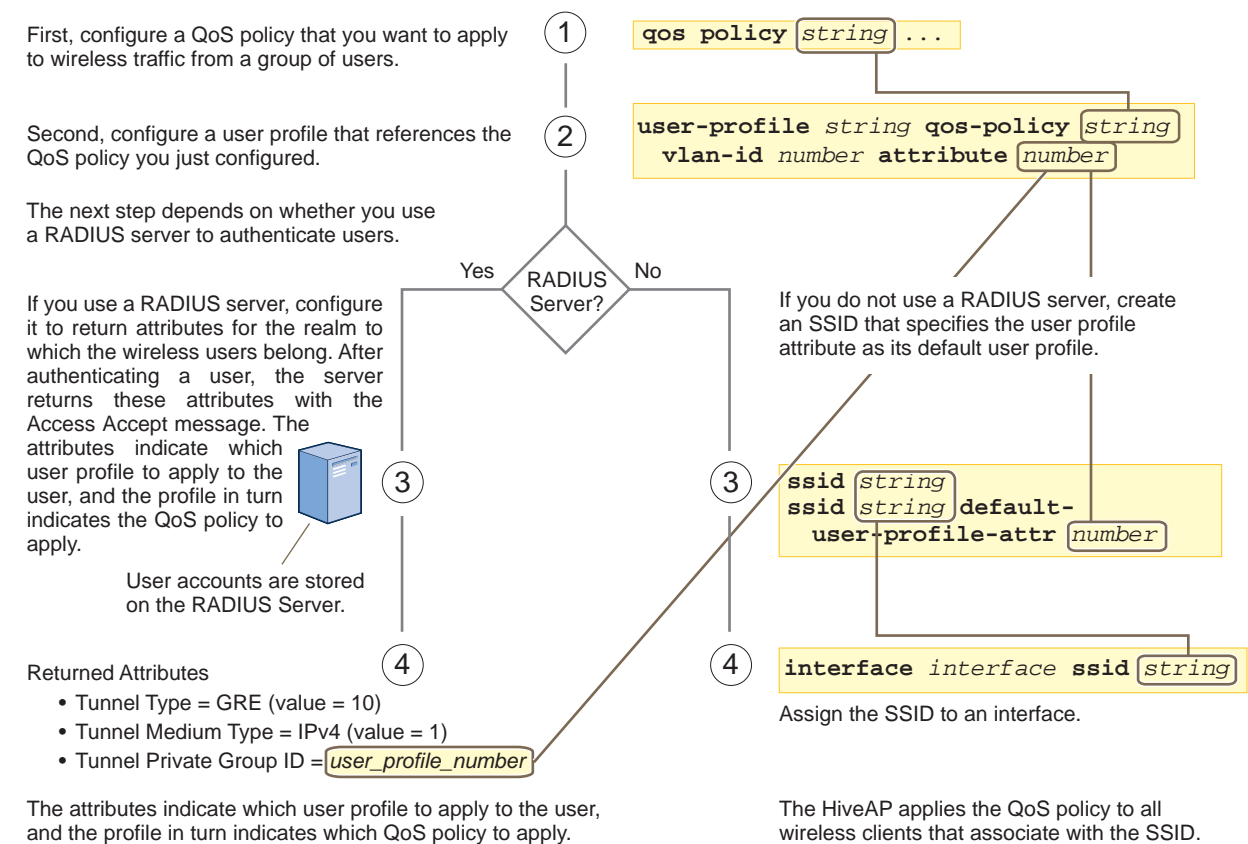 First, configure a QoS policy that you want to apply
to wireless traffic from a group of users.
1
qos policy string ...
Second, configure a user profile that references the
QoS policy you just configured.
2
user-profile string qos-policy string
vlan-id number attribute number
The next step depends on whether you use
a RADIUS server to authenticate users.
Yes
RADIUS
Server?
No
If you use a RADIUS server, configure
it to return attributes for the realm to
which the wireless users belong. After
authenticating a user, the server
returns these attributes with the
Access Accept message. The
attributes indicate which
user profile to apply to the
user, and the profile in turn
indicates the QoS policy to
apply.
User accounts are stored
on the RADIUS Server.
3
If you do not use a RADIUS server, create
an SSID that specifies the user profile
attribute as its default user profile.
3
ssid string
ssid string default-
user-profile-attr number
4
Returned Attributes
• Tunnel Type = GRE (value = 10)
• Tunnel Medium Type = IPv4 (value = 1)
• Tunnel Private Group ID = user_profile_number
The attributes indicate which user profile to apply to the user,
and the profile in turn indicates which QoS policy to apply.
4
interface interface ssid string
Assign the SSID to an interface.
The HiveAP applies the QoS policy to all
wireless clients that associate with the SSID.